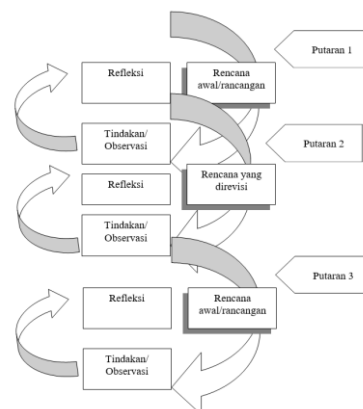 Putaran 1
Refleksi
Rencana
awal/rancangan
Tindakan/
Observasi
Putaran 2
Refleksi
Rencana yang
direvisi
Tindakan/
Observasi
Putaran 3
Refleksi
Rencana
awal/rancangan
Tindakan/
Observasi